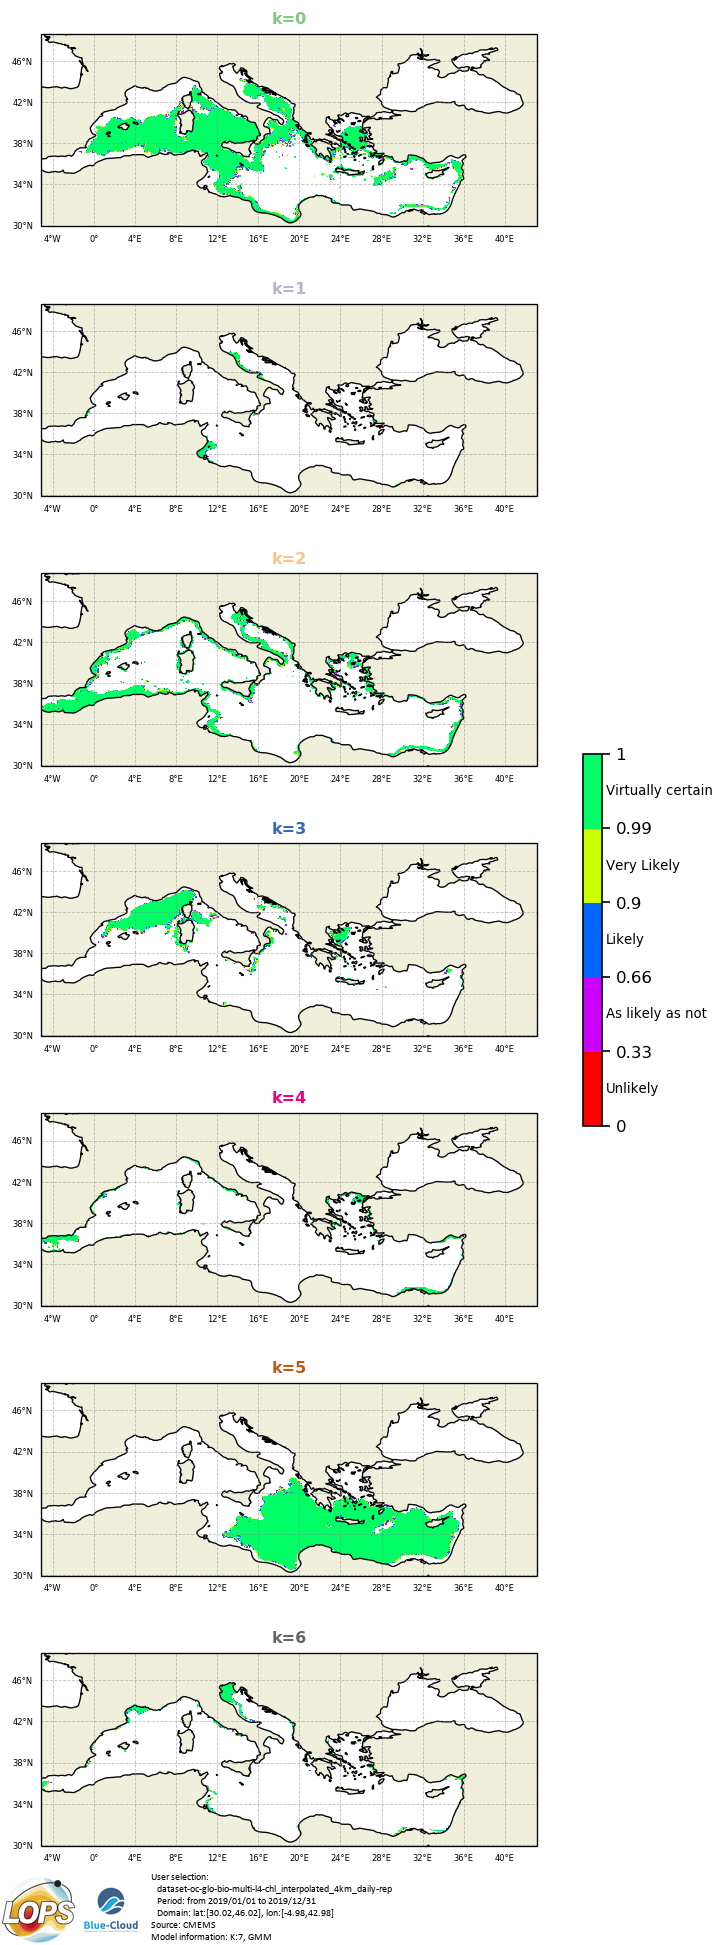 k=0
46°N
42°N
38°N
34°N
30°N
4°W 0° 4°E 8°E 12°E 16°E 20°E 24°E 28°E 32°E 36°E 40°E
k=1
46°N
42°N
38°N
34°N
30°N
4°W 0° 4°E 8°E 12°E 16°E 20°E 24°E 28°E 32°E 36°E 40°E
k=2
46°N
42°N
38°N
34°N
30°N
4°W 0° 4°E 8°E 12°E 16°E 20°E 24°E 28°E 32°E 36°E 40°E
k=3
46°N
42°N
38°N
34°N
30°N
4°W 0° 4°E 8°E 12°E 16°E 20°E 24°E 28°E 32°E 36°E 40°E
k=4
46°N
42°N
38°N
34°N
30°N
4°W 0° 4°E 8°E 12°E 16°E 20°E 24°E 28°E 32°E 36°E 40°E
k=5
46°N
42°N
38°N
34°N
30°N
4°W 0° 4°E 8°E 12°E 16°E 20°E 24°E 28°E 32°E 36°E 40°E
k=6
46°N
42°N
38°N
34°N
30°N
4°W 0° 4°E 8°E 12°E 16°E 20°E 24°E 28°E 32°E 36°E 40°E
1
Virtually certain
0.99
Very Likely
0.9
Likely
0.66
As likely as not
0.33
Unlikely
0
LOPS
Blue-Cloud
User selection:
dataset-oc-glo-bio-multi-l4-chl_interpolated_4km_daily-rep
Period: from 2019/01/01 to 2019/12/31
Domain: lat:[30.02,46.02], lon:[-4.98,42.98]
Source: CMEMS
Model information: K:7, GMM